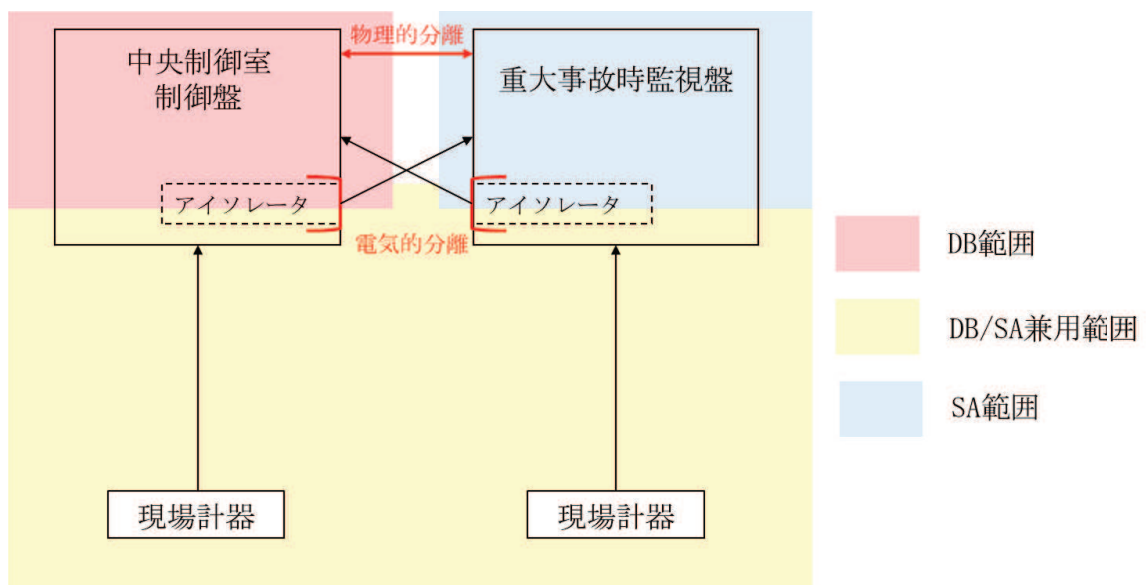 物理的分離
中央制御室
制御盤
重大事故時監視盤
アイソレータ
アイソレータ
電気的分離
DB範囲
DB/SA兼用範囲
SA範囲
現場計器
現場計器